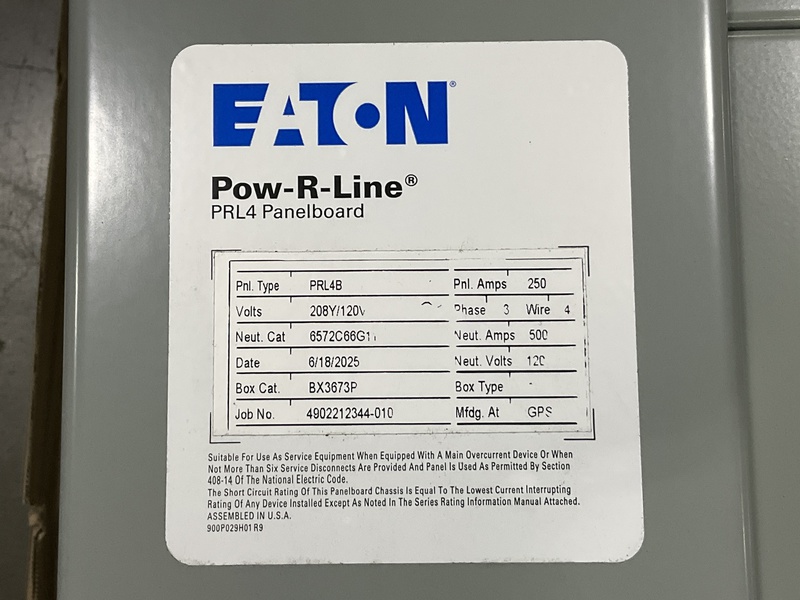 EATON®
Pow-R-Line®
PRL4 Panelboard
Pnl. Type PRL4B Pnl. Amps 250
Volts 208Y/120V Phase 3 Wire 4
Neut. Cat Neut. Amps 500
Date 6/18/2025 Neut. Volts 120
Box Cat. BX3673P Box Type -
Job No. 4902212344-010 Mfdg. At GPS
Suitable For Use As Service Equipment When Equipped With A Main Overcurrent Device Or When
Not More Than Six Service Disconnects Are Provided And Panel Is Used As Permitted By Section
408-14 Of The National Electric Code.
The Short Circuit Rating Of This Panelboard Chassis Is Equal To The Lowest Current Interrupting
Rating Of Any Device Installed Except As Noted In The Series Rating Information Manual Attached.
ASSEMBLED IN U.S.A.
900P029H01 R9